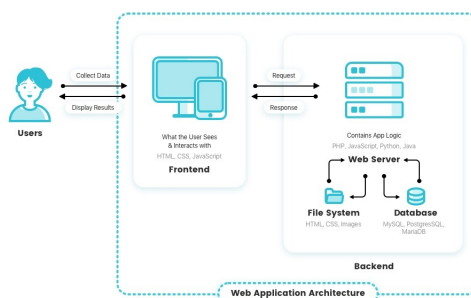 Collect Data
Display Results
Users
What the User Sees
& Interacts with
HTML, CSS, JavaScript
Frontend
Request
Response
Contains App Logic
PHP, JavaScript, Python, Java
Web Server
File System
HTML, CSS, Images
Database
MySQL, PostgreSQL,
MariaDB
Backend
Web Application Architecture